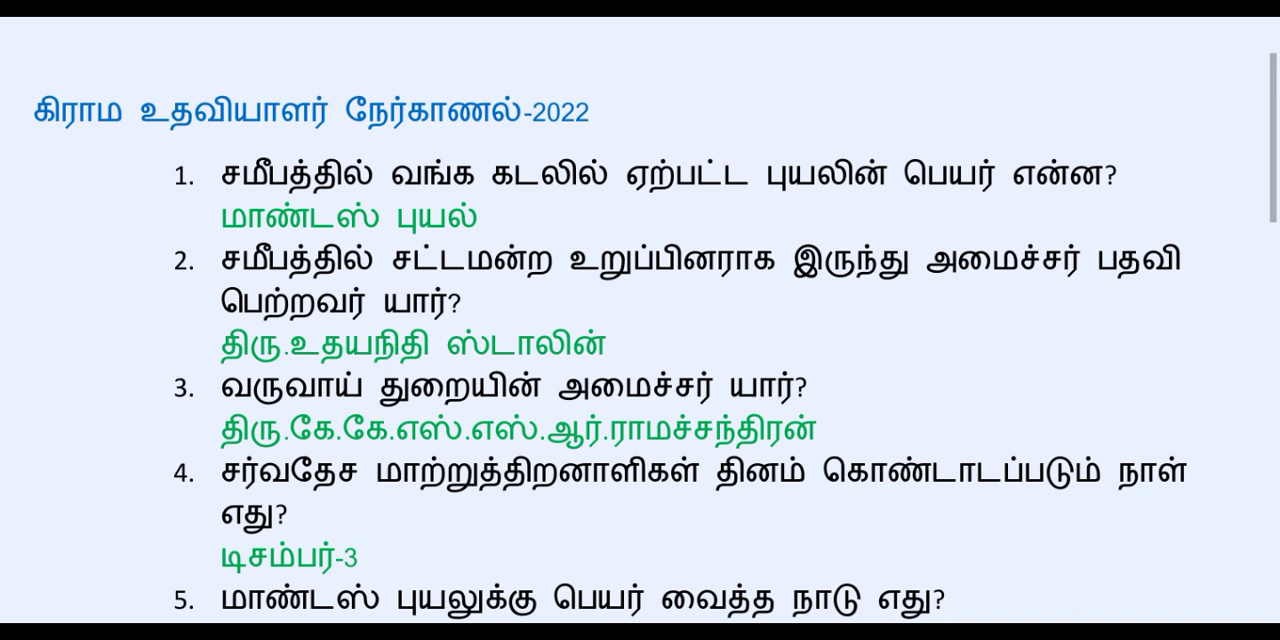 கிராம உதவியாளர் நேர்காணல்-2022
1. சமீபத்தில் வங்க கடலில் ஏற்பட்ட புயலின் பெயர் என்ன?
மாண்டஸ் புயல்
2. சமீபத்தில் சட்டமன்ற உறுப்பினராக இருந்து அமைச்சர் பதவி
பெற்றவர் யார்?
திரு.உதயநிதி ஸ்டாலின்
3. வருவாய் துறையின் அமைச்சர் யார்?
திரு.கே.கே.எஸ்.எஸ்.ஆர்.ராமச்சந்திரன்
4. சர்வதேச மாற்றுத்திறனாளிகள் தினம் கொண்டாடப்படும் நாள்
எது?
டிசம்பர்-3
5. மாண்டஸ் புயலுக்கு பெயர் வைத்த நாடு எது?